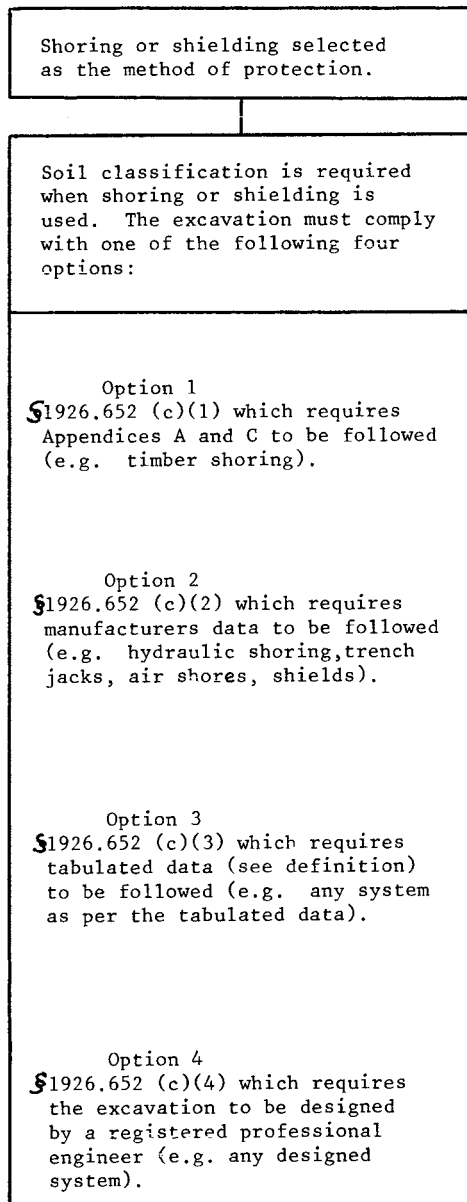 Shoring or shielding selected
as the method of protection.
Soil classification is required
when shoring or shielding is
used. The excavation must comply
with one of the following four
options:
Option 1
§1926.652 (c)(1) which requires
Appendices A and C to be followed
(e.g. timber shoring).
Option 2
§1926.652 (c)(2) which requires
manufacturers data to be followed
(e.g. hydraulic shoring,trench
jacks, air shores, shields).
Option 3
§1926.652 (c)(3) which requires
tabulated data (see definition)
to be followed (e.g. any system
as per the tabulated data).
Option 4
§1926.652 (c)(4) which requires
the excavation to be designed
by a registered professional
engineer (e.g. any designed
system).